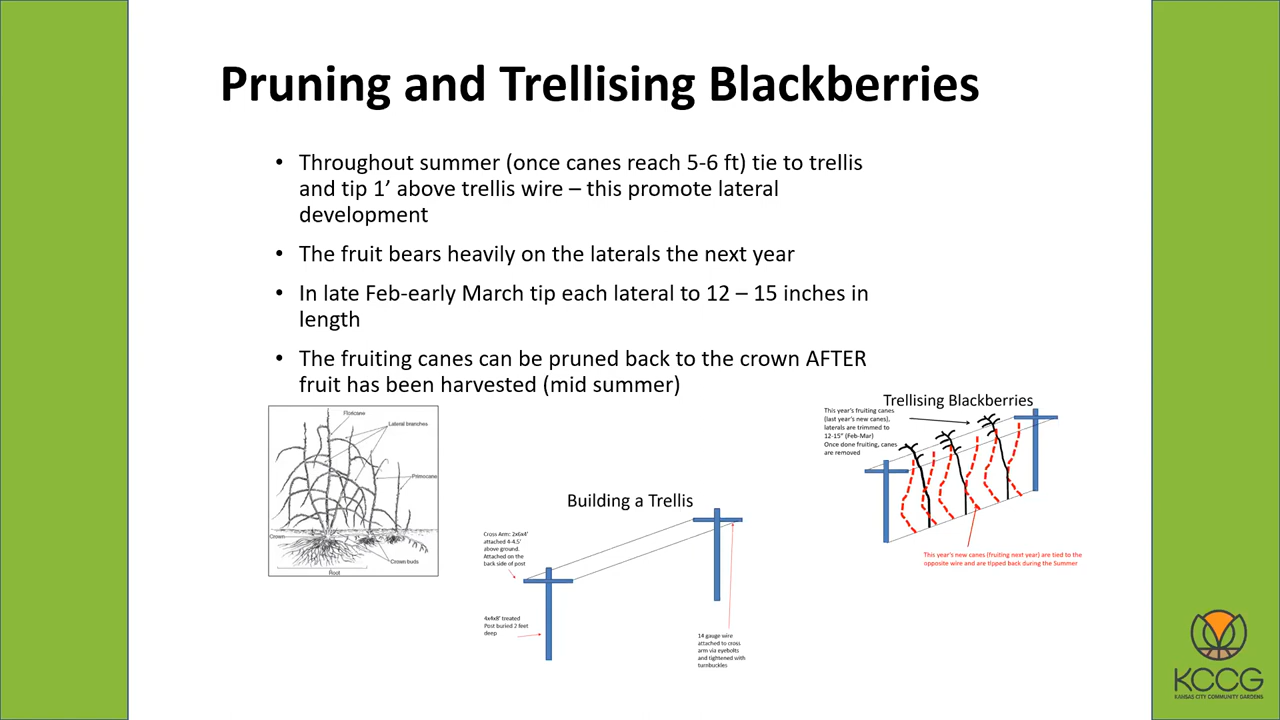 Pruning and Trellising Blackberries
• Throughout summer (once canes reach 5-6 ft) tie to trellis
and tip 1’ above trellis wire – this promote lateral
development
• The fruit bears heavily on the laterals the next year
• In late Feb-early March tip each lateral to 12 – 15 inches in
length
• The fruiting canes can be pruned back to the crown AFTER
fruit has been harvested (mid summer)
Floricane
Lateral branches
Primocane
Crown
Crown buds
Root
Building a Trellis
Cross Arm: 2x6x4'
attached 4-4.5'
above ground.
Attached on the
back side of post
4x4x8' treated
Post buried 2 feet
deep
14 gauge wire
attached to cross
arm via eyebolts
and tightened with
turnbuckles
Trellising Blackberries
This year's fruiting canes
(last year's new canes),
laterals are trimmed to
12-15" (Feb-Mar)
Once done fruiting, canes
are removed
This year's new canes (fruiting next year) are tied to the
opposite wire and are tipped back during the Summer
KCCG
KANSAS CITY COMMUNITY GARDENS